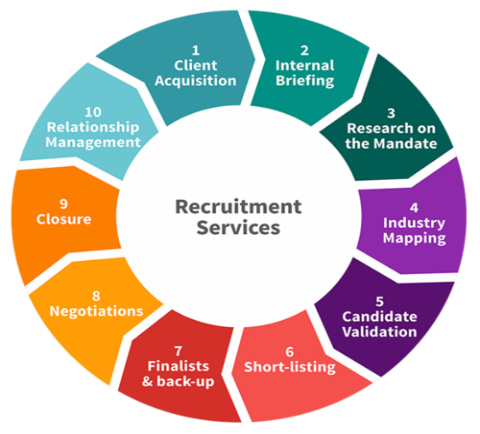 1
Client
Acquisition
2
Internal
Briefing
3
Research on
the Mandate
4
Industry
Mapping
5
Candidate
Validation
6
Short-listing
7
Finalists
& back-up
8
Negotiations
9
Closure
10
Relationship
Management
Recruitment
Services